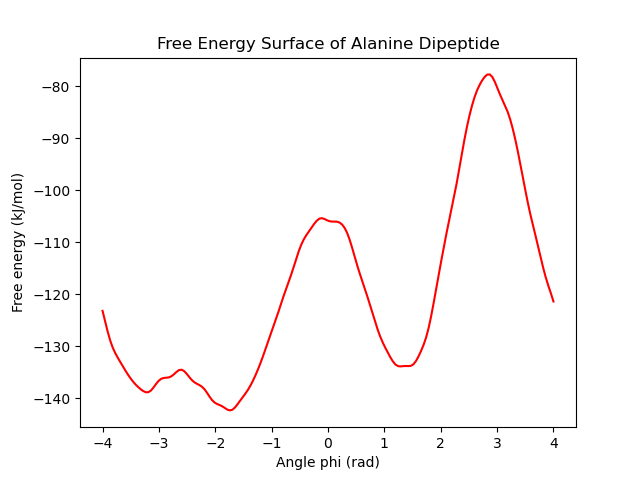 Free Energy Surface of Alanine Dipeptide
−80
−90
−100
−110
−120
−130
−140
Free energy (kJ/mol)
−4 −3 −2 −1 0 1 2 3 4
Angle phi (rad)